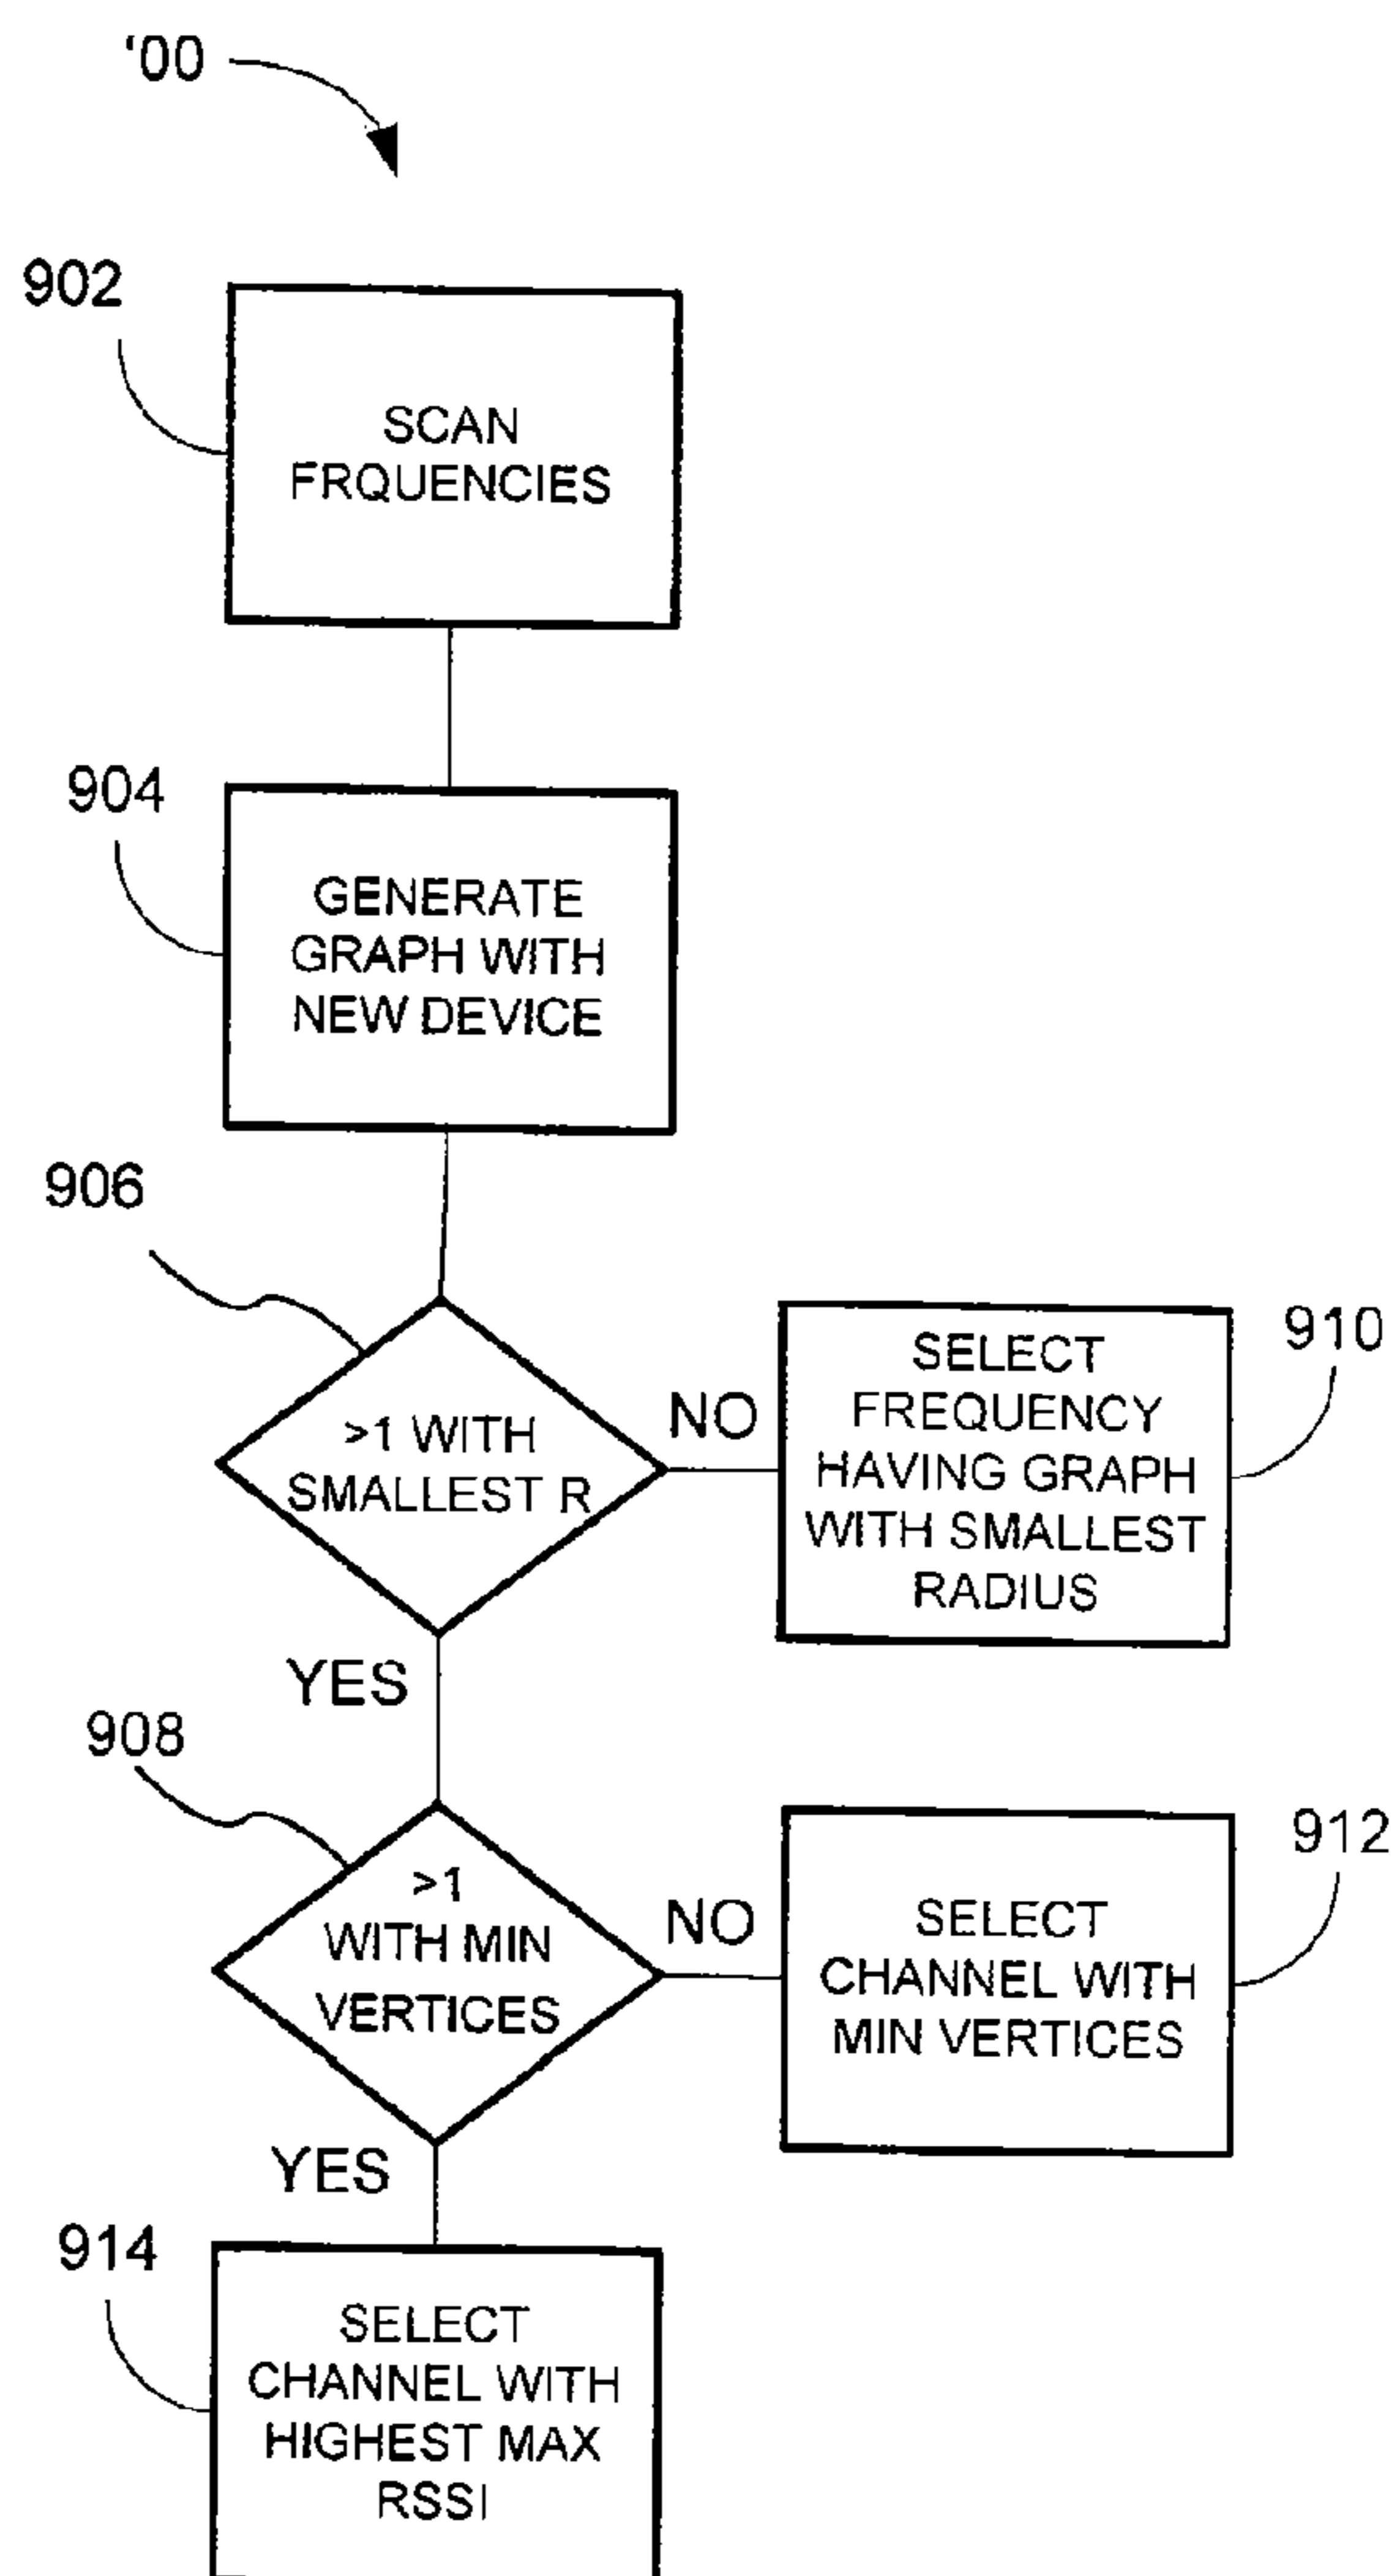 '00
902
SCAN
FRQUENCIES
904
GENERATE
GRAPH WITH
NEW DEVICE
906
>1 WITH
SMALLEST R
NO
SELECT
FREQUENCY
HAVING GRAPH
WITH SMALLEST
RADIUS
910
YES
908
>1
WITH MIN
VERTICES
NO
SELECT
CHANNEL WITH
MIN VERTICES
912
YES
914
SELECT
CHANNEL WITH
HIGHEST MAX
RSSI